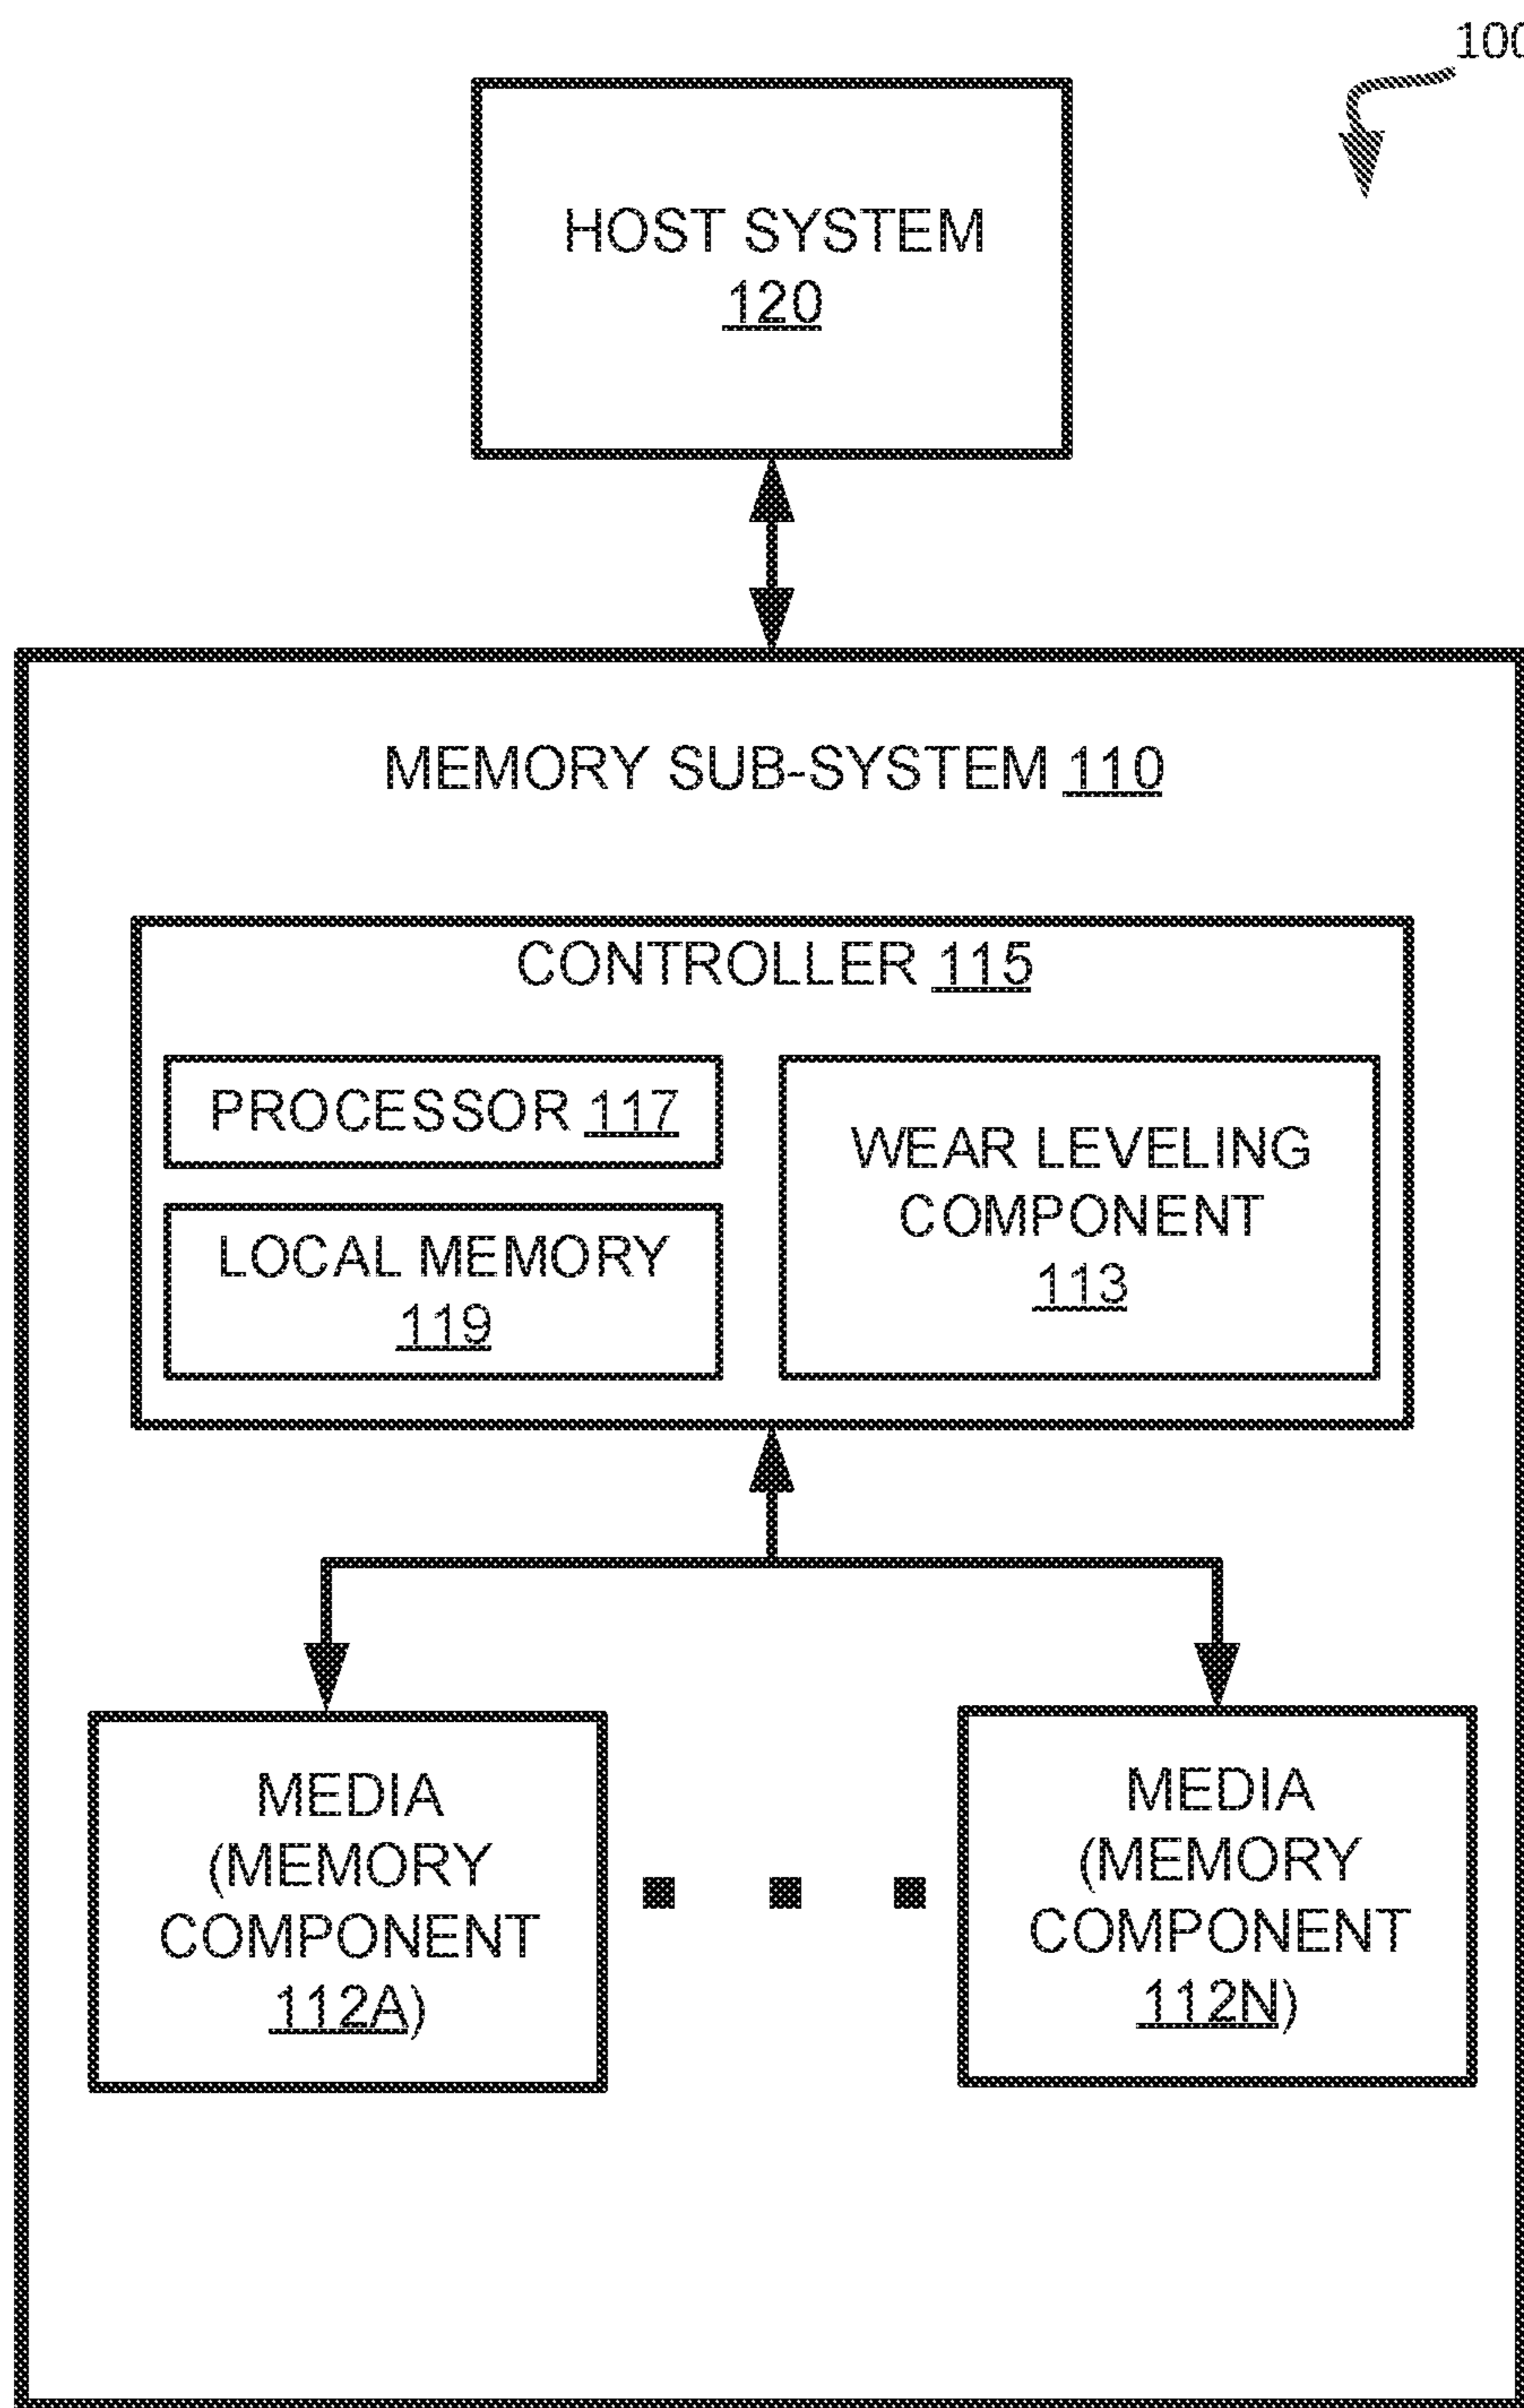 100
HOST SYSTEM
120
MEMORY SUB-SYSTEM 110
CONTROLLER 115
PROCESSOR 117
LOCAL MEMORY
119
WEAR LEVELING
COMPONENT
113
MEDIA
(MEMORY
COMPONENT
112A)
MEDIA
(MEMORY
COMPONENT
112N)